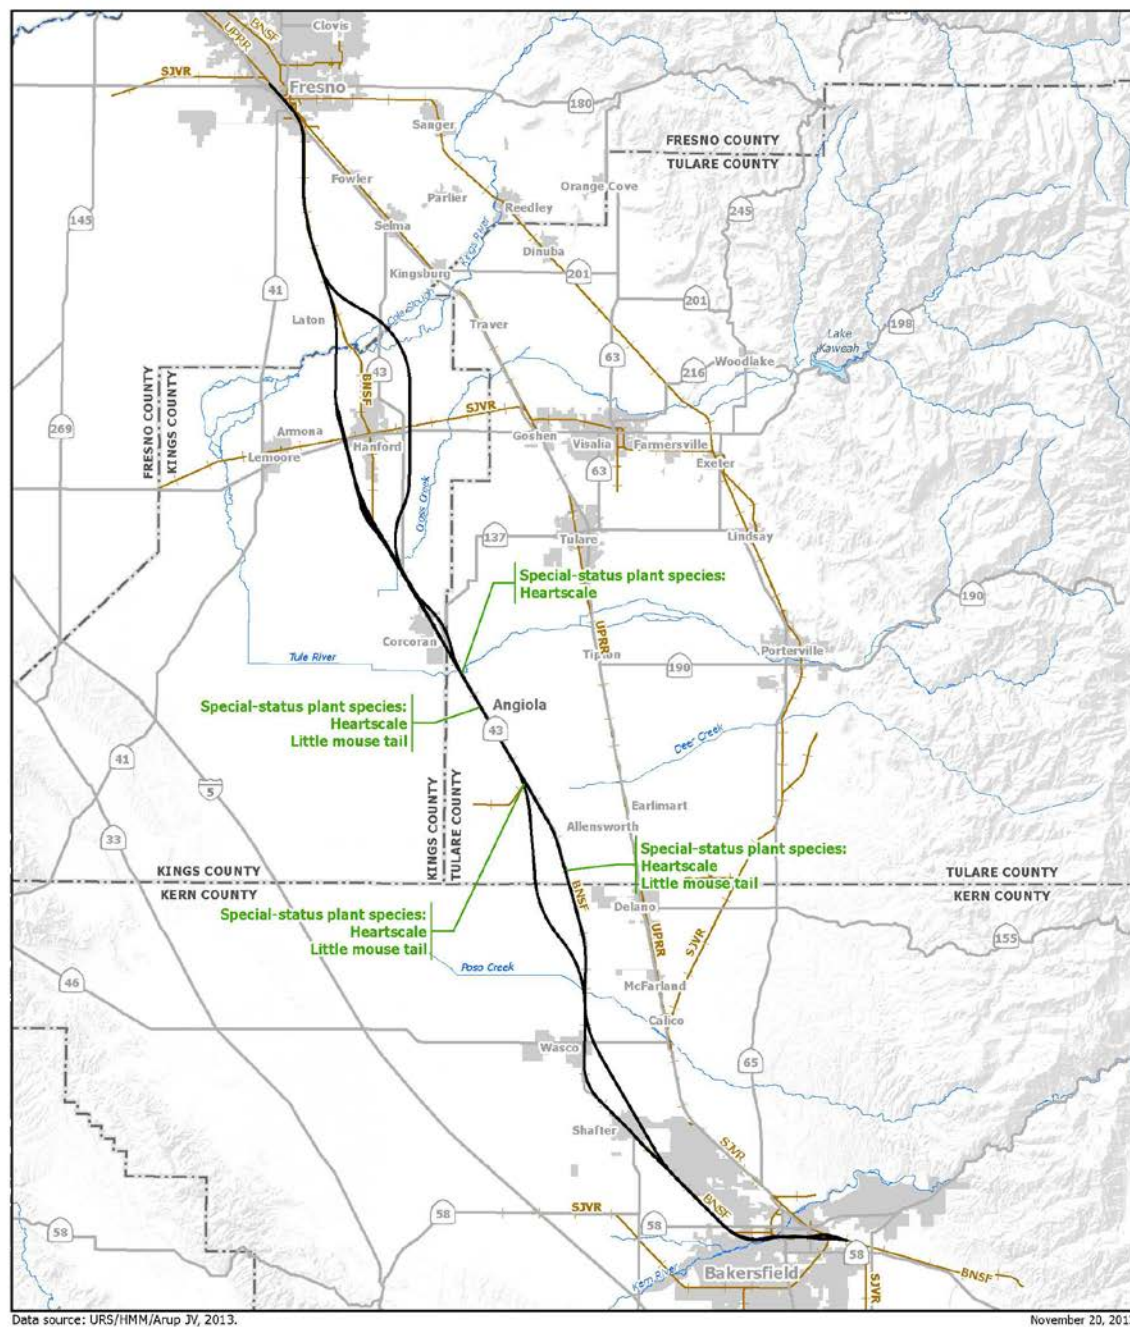 BNSF
UPRR
Clovis
SJVR
Fresno
180
Sanger
FRESNO COUNTY
TULARE COUNTY
Fowler
Orange Cove
Parlier
Reedley
145
Selma
245
Kings River
Dinuba
Kingsburg
201
41
201
Cole Slough
Laton
Traver
198
Lake
Kaweah
63
Woodlake
43
216
BNSF
FRESNO COUNTY
KINGS COUNTY
SJVR
269
Armona
Goshen
Visalia
Farmersville
Hanford
Lemoore
Exeter
63
Cross Creek
137
Tulare
Lindsay
Special-status plant species:
Heartscale
190
Corcoran
UPRR
Tipton
Porterville
Tule River
190
Angiola
Special-status plant species:
Heartscale
Little mouse tail
43
Deer Creek
41
5
KINGS COUNTY
TULARE COUNTY
Earlimart
33
Allensworth
Special-status plant species:
Heartscale
Little mouse tail
KINGS COUNTY
KERN COUNTY
TULARE COUNTY
KERN COUNTY
BNSF
Delano
Special-status plant species:
Heartscale
Little mouse tail
UPRR
SJVR
155
Poso Creek
46
McFarland
Calico
Wasco
65
Shafter
SJVR
BNSF
SJVR
58
58
58
58
Kern River
Bakersfield
SJVR
BNSF
Data source: URS/HMM/Arup JV, 2013.
November 20, 201